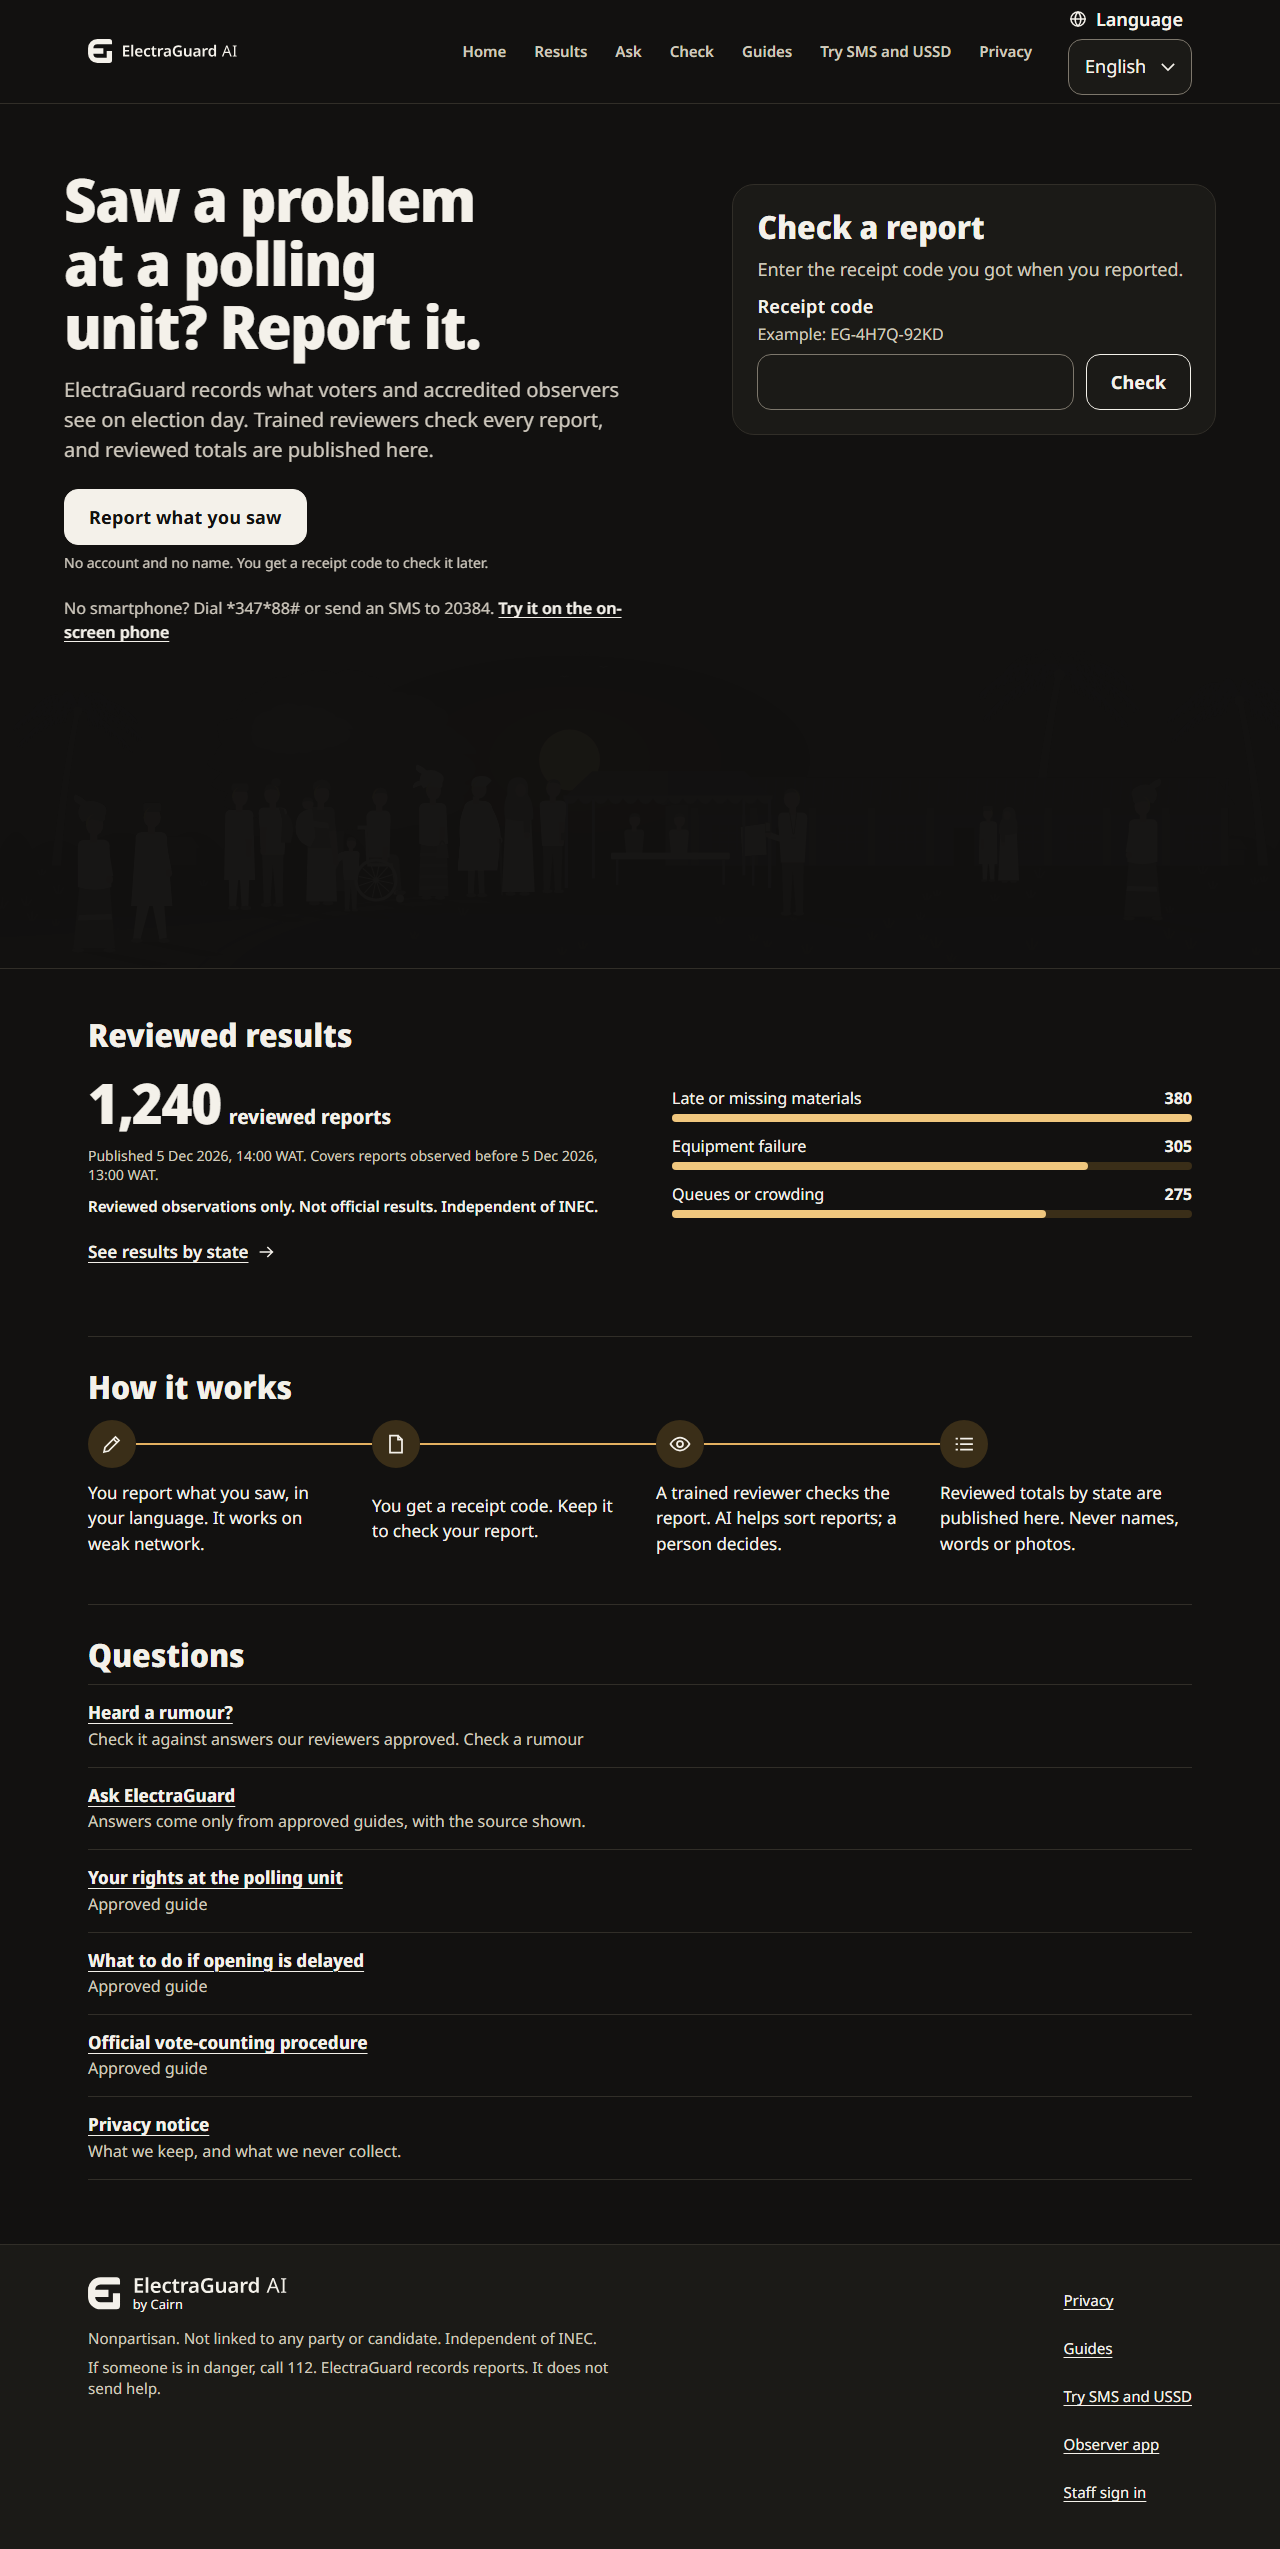 ElectraGuard AI
Home
Results
Ask
Check
Guides
Try SMS and USSD
Privacy
Language
English
Saw a problem
at a polling
unit? Report it.
ElectraGuard records what voters and accredited observers
see on election day. Trained reviewers check every report,
and reviewed totals are published here.
Report what you saw
No account and no name. You get a receipt code to check it later.
No smartphone? Dial *347*88# or send an SMS to 20384. Try it on the on-
screen phone
Check a report
Enter the receipt code you got when you reported.
Receipt code
Example: EG-4H7Q-92KD
Check
Reviewed results
1,240 reviewed reports
Published 5 Dec 2026, 14:00 WAT. Covers reports observed before 5 Dec 2026,
13:00 WAT.
Reviewed observations only. Not official results. Independent of INEC.
See results by state
Late or missing materials 380
Equipment failure 305
Queues or crowding 275
How it works
You report what you saw, in
your language. It works on
weak network.
You get a receipt code. Keep it
to check your report.
A trained reviewer checks the
report. AI helps sort reports; a
person decides.
Reviewed totals by state are
published here. Never names,
words or photos.
Questions
Heard a rumour?
Check it against answers our reviewers approved. Check a rumour
Ask ElectraGuard
Answers come only from approved guides, with the source shown.
Your rights at the polling unit
Approved guide
What to do if opening is delayed
Approved guide
Official vote-counting procedure
Approved guide
Privacy notice
What we keep, and what we never collect.
ElectraGuard AI
by Cairn
Nonpartisan. Not linked to any party or candidate. Independent of INEC.
If someone is in danger, call 112. ElectraGuard records reports. It does not
send help.
Privacy
Guides
Try SMS and USSD
Observer app
Staff sign in